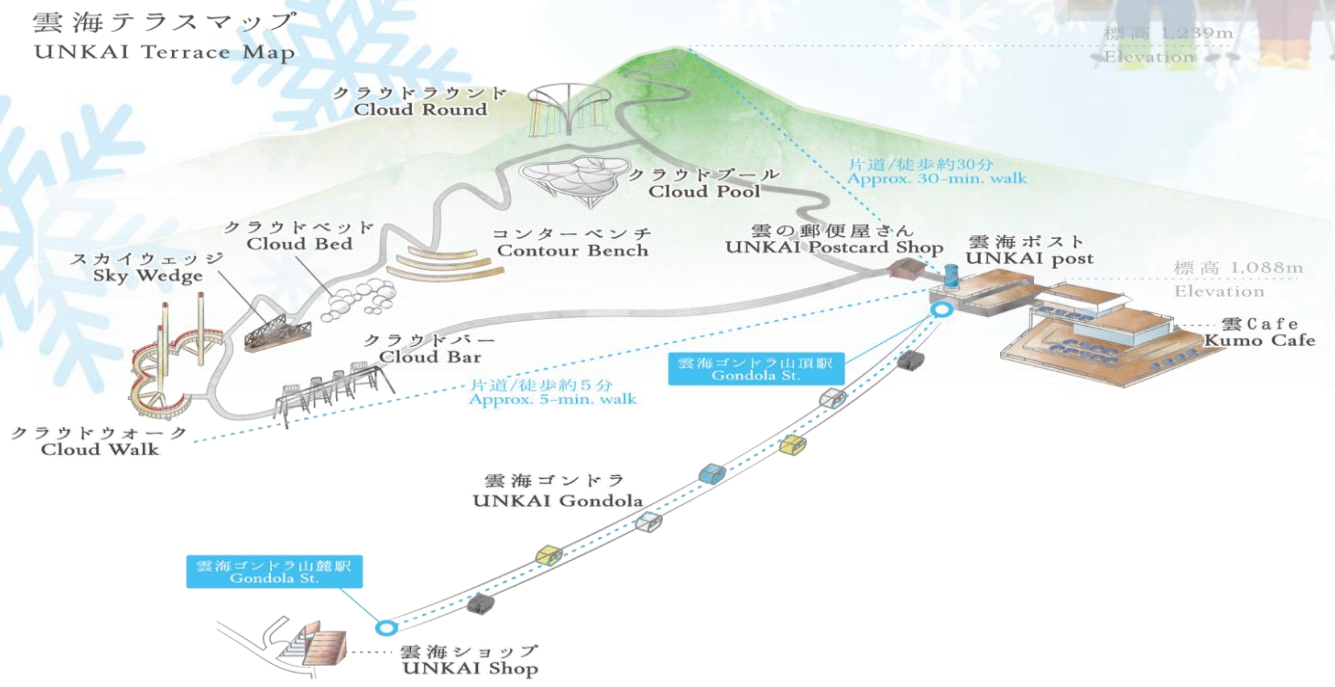 雲海テラスマップ
UNKAI Terrace Map
標高 1,239m
Elevation
クラウドラウンド
Cloud Round
片道/徒歩約30分
Approx. 30-min. walk
クラウドプール
Cloud Pool
クラウドベッド
Cloud Bed
コンターベンチ
Contour Bench
雲の郵便屋さん
UNKAI Postcard Shop
雲海ポスト
UNKAI post
スカイウェッジ
Sky Wedge
標高 1,088m
Elevation
雲Cafe
Kumo Cafe
クラウドバー
Cloud Bar
雲海ゴンドラ山頂駅
Gondola St.
片道/徒歩約5分
Approx. 5-min. walk
クラウドウォーク
Cloud Walk
雲海ゴンドラ
UNKAI Gondola
雲海ゴンドラ山麓駅
Gondola St.
雲海ショップ
UNKAI Shop